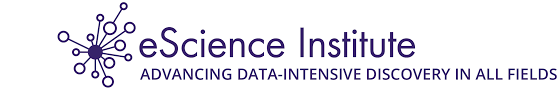 eScience Institute
ADVANCING DATA-INTENSIVE DISCOVERY IN ALL FIELDS